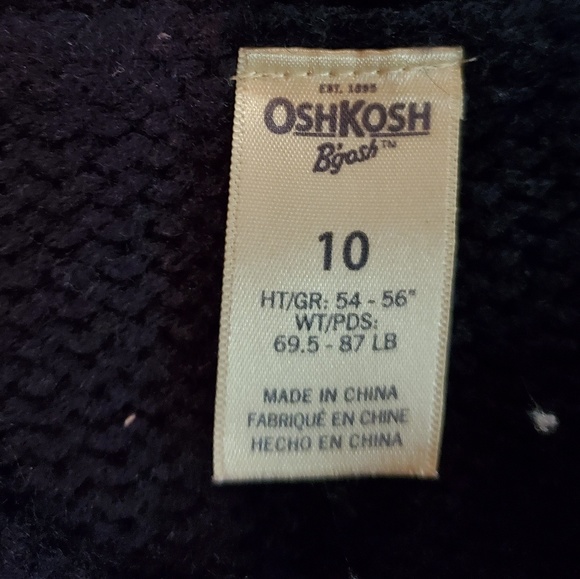 EST. 1895
OSHKOSH
B'gosh™
10
HT/GR: 54 - 56"
WT/PDS:
69.5 - 87 LB
MADE IN CHINA
FABRIQUÉ EN CHINE
HECHO EN CHINA